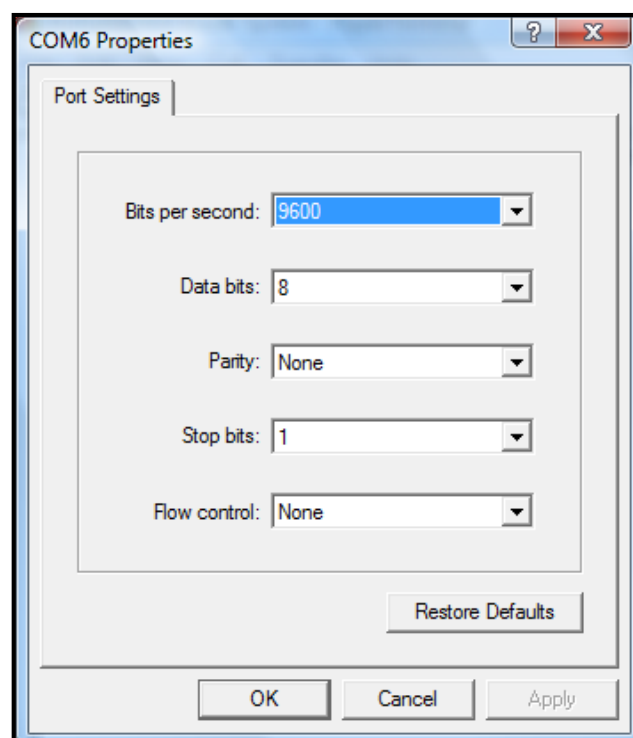 COM6 Properties
Port Settings
Bits per second: 9600
Data bits: 8
Parity: None
Stop bits: 1
Flow control: None
Restore Defaults
OK Cancel Apply